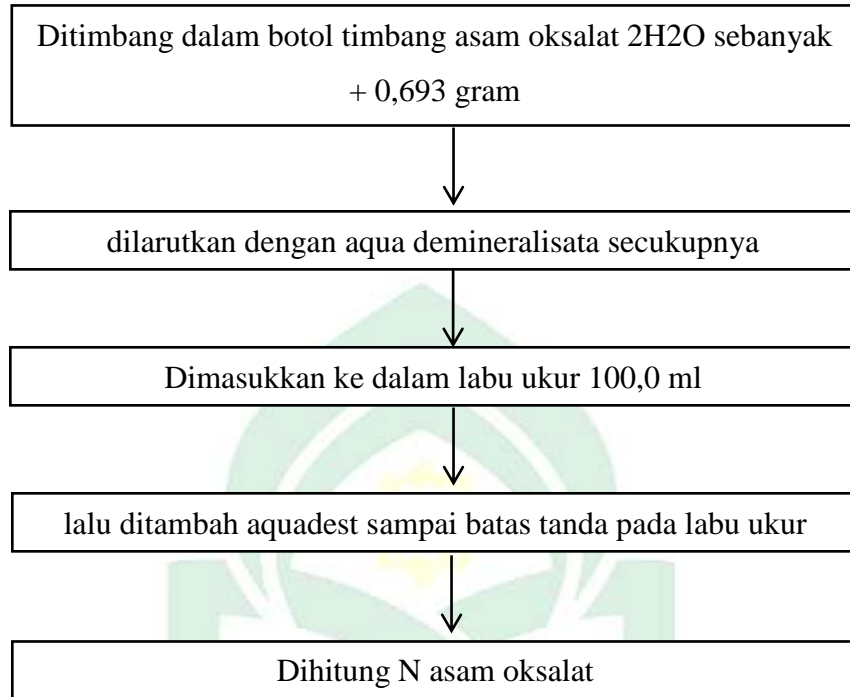 Ditimbang dalam botol timbang asam oksalat 2H2O sebanyak
+ 0,693 gram
dilarutkan dengan aqua demineralisata secukupnya
Dimasukkan ke dalam labu ukur 100,0 ml
lalu ditambah aquadest sampai batas tanda pada labu ukur
Dihitung N asam oksalat